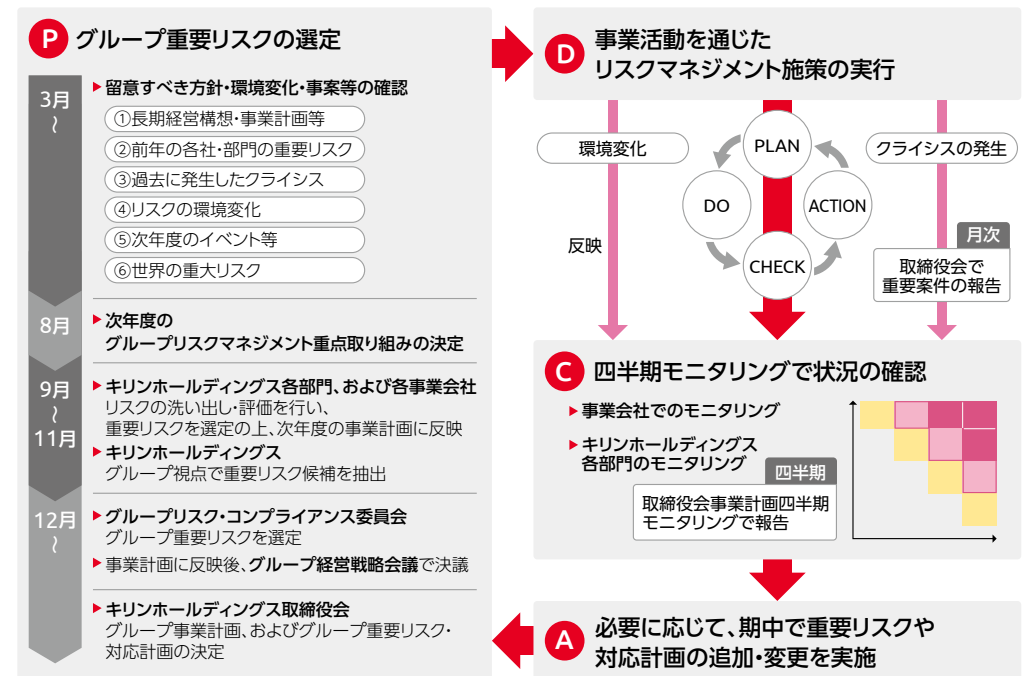 P グループ重要リスクの選定
3月
〜
▶留意すべき方針・環境変化・事案等の確認
①長期経営構想・事業計画等
②前年の各社・部門の重要リスク
③過去に発生したクライシス
④リスクの環境変化
⑤次年度のイベント等
⑥世界の重大リスク
8月
▶次年度の
グループリスクマネジメント重点取り組みの決定
9月
〜
11月
▶キリンホールディングス各部門、および各事業会社
リスクの洗い出し・評価を行い、
重要リスクを選定の上、次年度の事業計画に反映
▶キリンホールディングス
グループ視点で重要リスク候補を抽出
12月
〜
▶グループリスク・コンプライアンス委員会
グループ重要リスクを選定
▶事業計画に反映後、グループ経営戦略会議で決議
▶キリンホールディングス取締役会
グループ事業計画、およびグループ重要リスク・
対応計画の決定
D 事業活動を通じた
リスクマネジメント施策の実行
環境変化
反映
PLAN
DO
ACTION
CHECK
クライシスの発生
月次
取締役会で
重要案件の報告
C 四半期モニタリングで状況の確認
▶事業会社でのモニタリング
▶キリンホールディングス
各部門のモニタリング
四半期
取締役会事業計画四半期
モニタリングで報告
A 必要に応じて、期中で重要リスクや
対応計画の追加・変更を実施